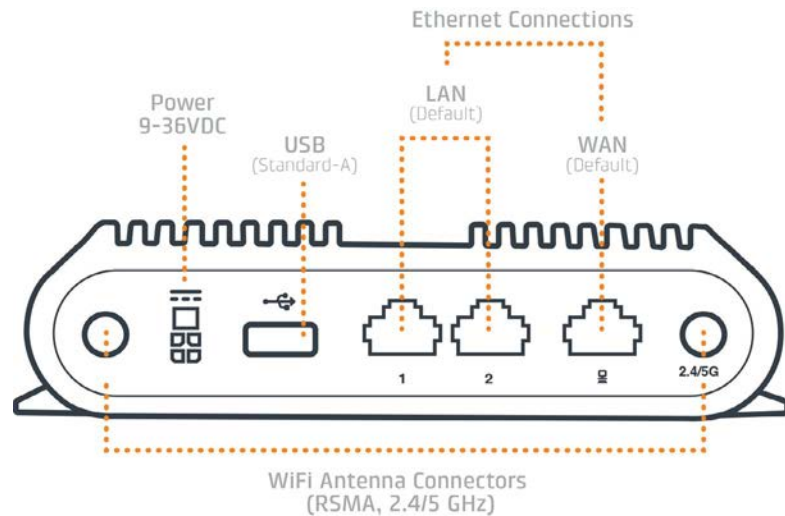 Ethernet Connections
Power
9-36VDC
LAN
(Default)
USB
(Standard-A)
WAN
(Default)
1
2
2.4/5G
WiFi Antenna Connectors
(RSMA, 2.4/5 GHz)